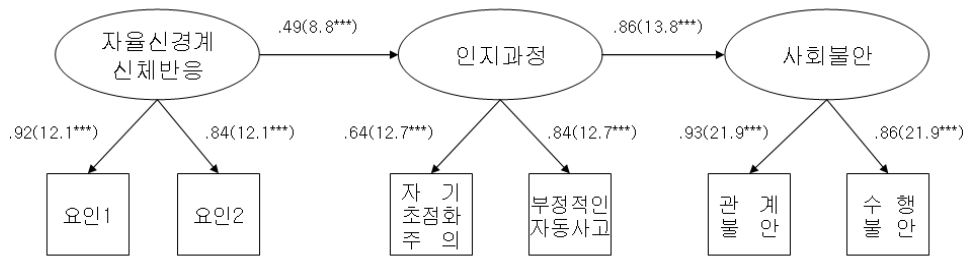 자율신경계
신체반응
.49(8.8***)
인지과정
.86(13.8***)
사회불안
.92(12.1***)
.84(12.1***)
.64(12.7***)
.84(12.7***)
.93(21.9***)
.86(21.9***)
요인1
요인2
자 기
초점화
주 의
부정적인
자동사고
관 계
불 안
수 행
불 안